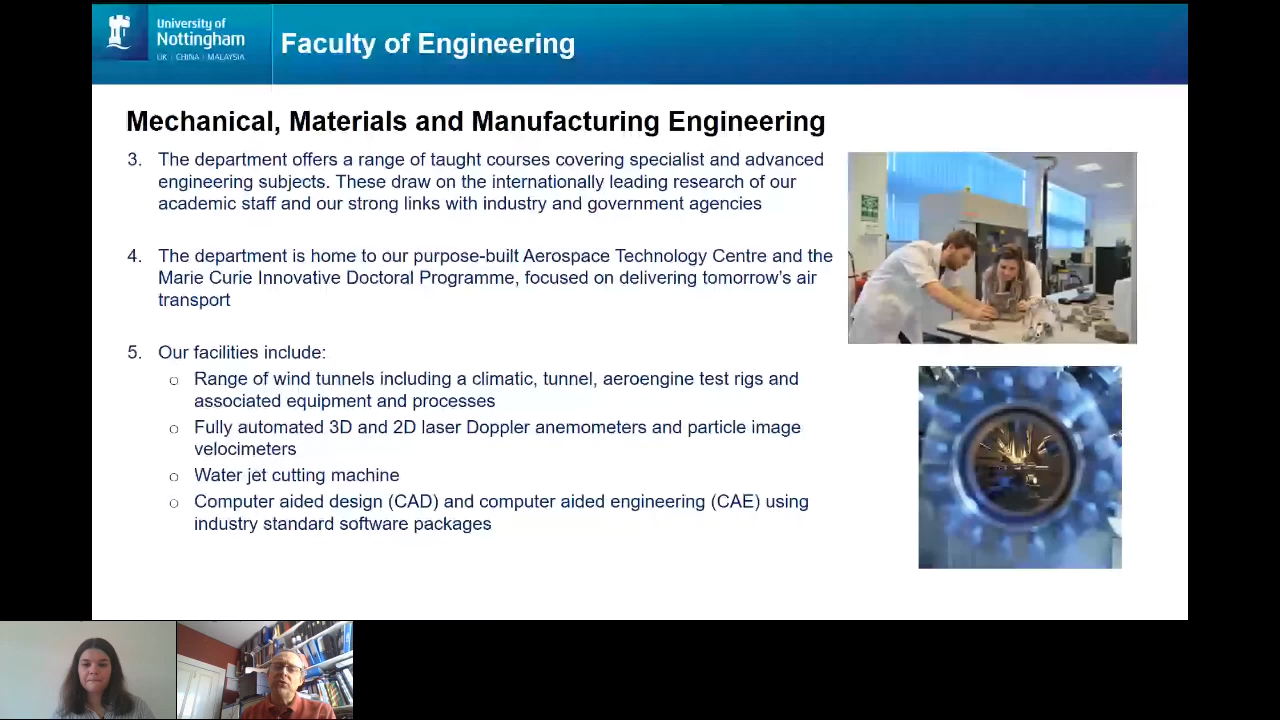 University of
Nottingham
UK | CHINA | MALAYSIA
Faculty of Engineering
Mechanical, Materials and Manufacturing Engineering
3. The department offers a range of taught courses covering specialist and advanced
engineering subjects. These draw on the internationally leading research of our
academic staff and our strong links with industry and government agencies
4. The department is home to our purpose-built Aerospace Technology Centre and the
Marie Curie Innovative Doctoral Programme, focused on delivering tomorrow's air
transport
5. Our facilities include:
o Range of wind tunnels including a climatic, tunnel, aeroengine test rigs and
associated equipment and processes
o Fully automated 3D and 2D laser Doppler anemometers and particle image
velocimeters
o Water jet cutting machine
o Computer aided design (CAD) and computer aided engineering (CAE) using
industry standard software packages